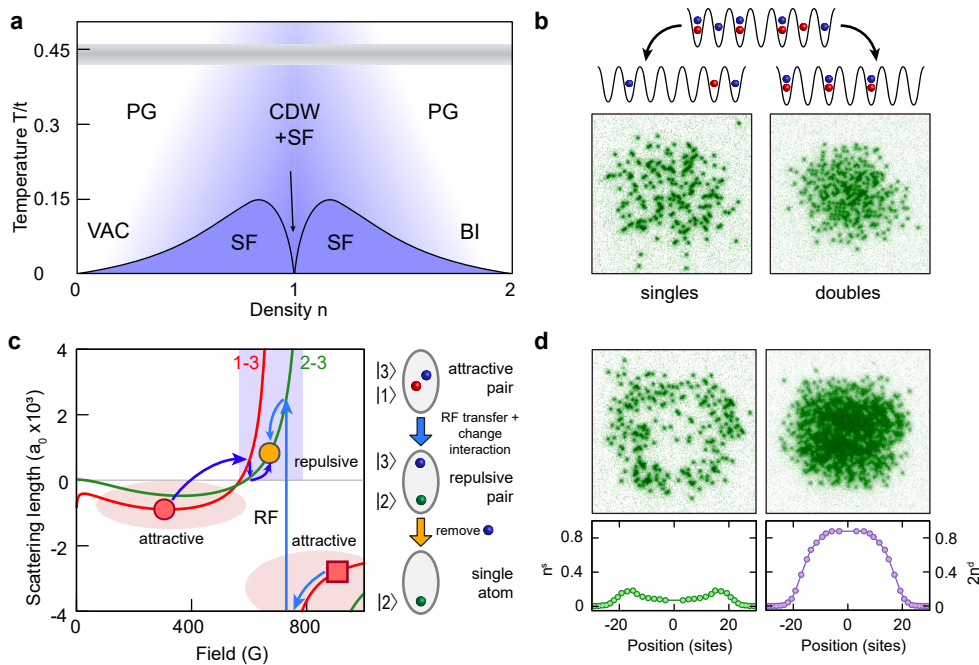 a
0.45
0.3
0.15
0
Temperature T/t
PG
CDW
+SF
PG
VAC
SF
SF
BI
0
1
2
Density n
b
singles
doubles
c
4
2
0
-2
-4
Scattering length (a₀ x10³)
1-3
2-3
repulsive
attractive
RF
attractive
0
400
800
Field (G)
|3⟩
|1⟩
attractive
pair
RF transfer +
change
interaction
|3⟩
|2⟩
repulsive
pair
remove
|2⟩
single
atom
d
0.8
0.4
0
nˢ
0.8
0.4
0
2nᵈ
-20
0
20
Position (sites)
-20
0
20
Position (sites)